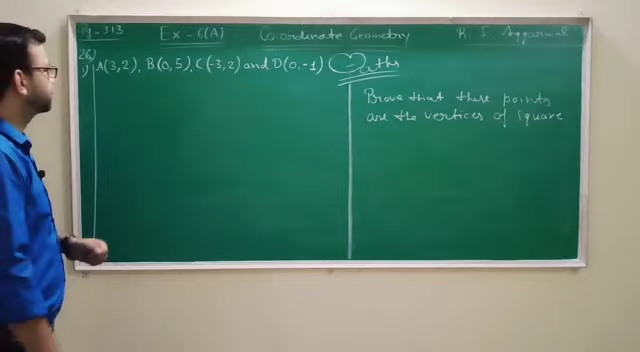 Pg - 313 Ex - 6(A) Coordinate Geometry R. S. Aggarwal
26)
i) A(3,2), B(0,5), C(-3,2) and D(0,-1) Maths
Prove that these points
are the vertices of square